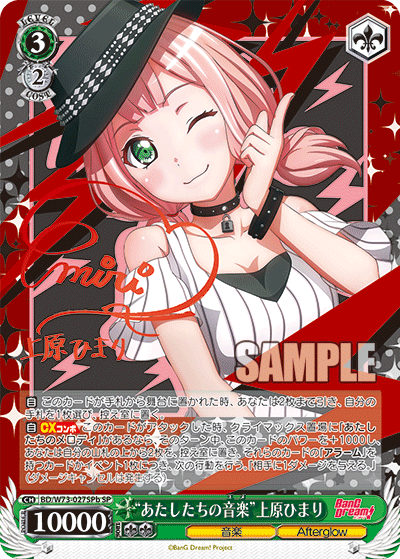 LEVEL
3
2
COST
Emiri
上原ひまり
SAMPLE
自 このカードが手札から舞台に置かれた時、あなたは2枚まで引き、自分の
手札を1枚選び、控え室に置く。
自 CXコンボ このカードがアタックした時、クライマックス置場に「あたし
たちのメロディ」があるなら、そのターン中、このカードのパワーを＋1000し、
あなたは自分の山札の上から2枚を、控え室に置き、それらのカードの《アラーム》を
持つカードかイベント1枚につき、次の行動を行う。『相手に1ダメージを与える。』
（ダメージキャンセルは発生する）
CH BD/W73-027SPb SP
10000
“あたしたちの音楽”上原ひまり
BanG Dream!
音楽
Afterglow
©BanG Dream! Project